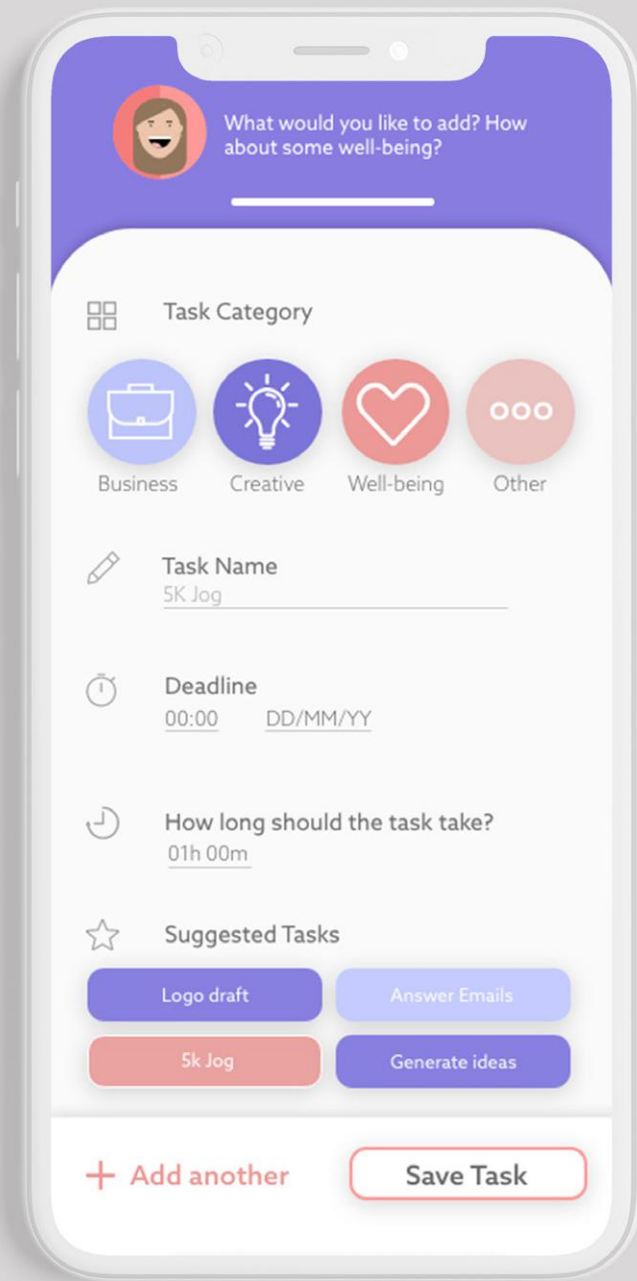 What would you like to add? How
about some well-being?
Task Category
Business
Creative
Well-being
Other
Task Name
5K Jog
Deadline
00:00 DD/MM/YY
How long should the task take?
01h 00m
Suggested Tasks
Logo draft
Answer Emails
5k Jog
Generate ideas
+ Add another
Save Task